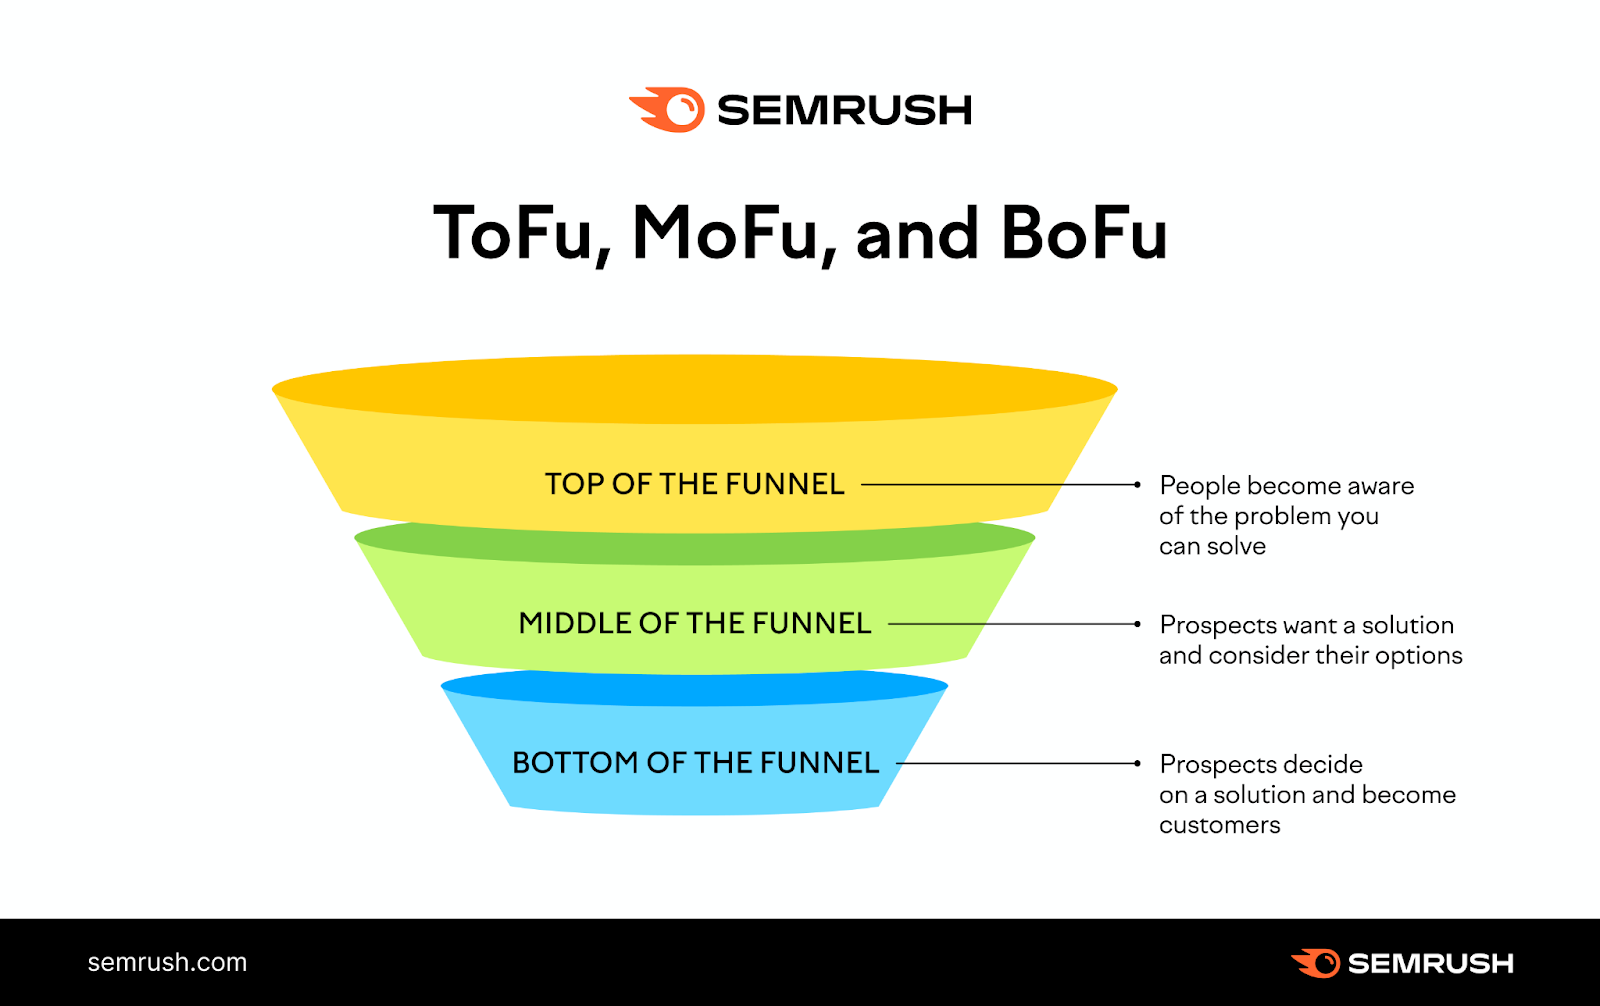 SEMRUSH
ToFu, MoFu, and BoFu
TOP OF THE FUNNEL
People become aware
of the problem you
can solve
MIDDLE OF THE FUNNEL
Prospects want a solution
and consider their options
BOTTOM OF THE FUNNEL
Prospects decide
on a solution and become
customers
semrush.com
SEMRUSH